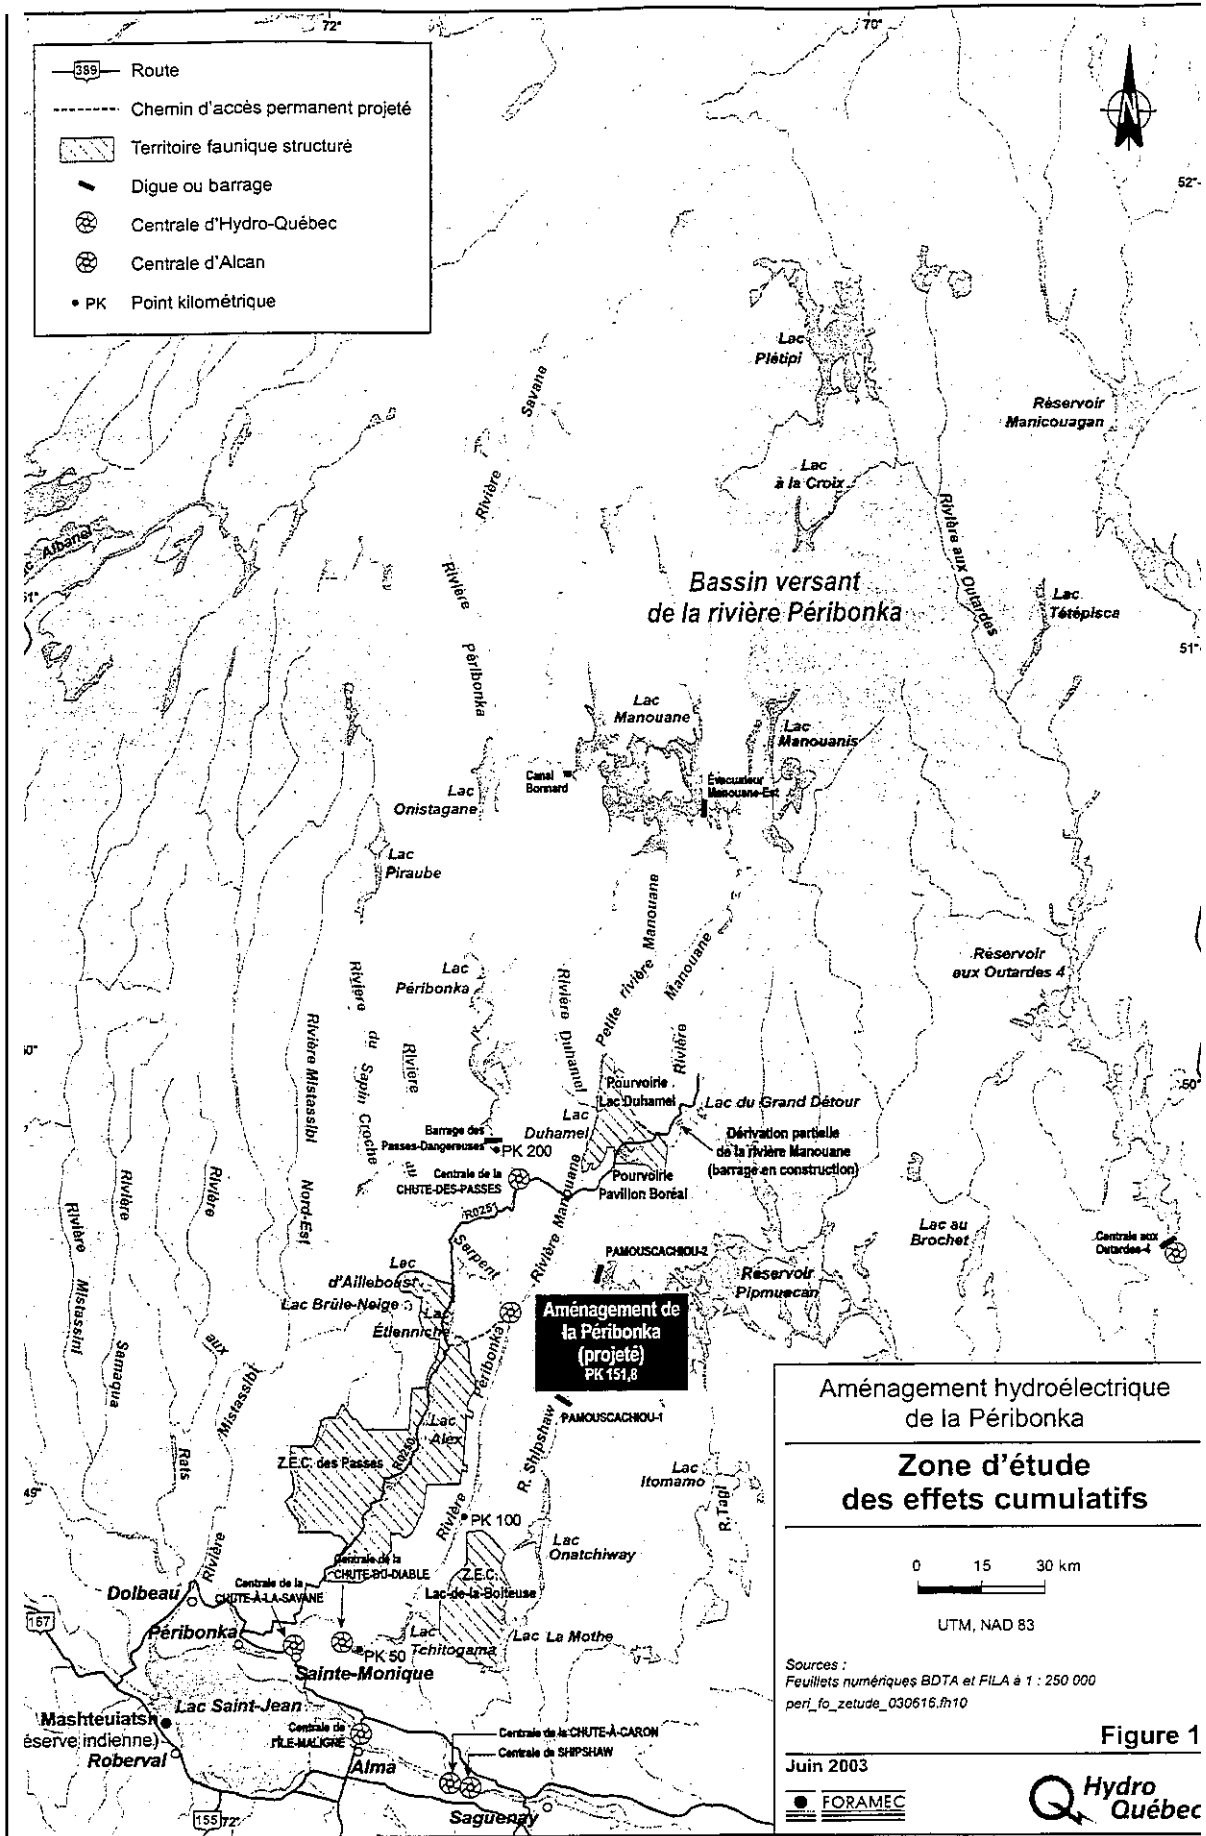 72°
70°
389 Route
Chemin d'accès permanent projeté
Territoire faunique structuré
Digue ou barrage
Centrale d'Hydro-Québec
Centrale d'Alcan
• PK Point kilométrique
N
52°
Lac
Plétipi
Réservoir
Manicouagan
Rivière Savane
Lac
à la Croix
Albanel
51°
Rivière aux Outardes
Bassin versant
de la rivière Péribonka
Lac
Tétépisca
51°
Rivière Péribonka
Lac
Manouane
Lac
Manouanis
Canal
Bonnard
Évacuateur
Manouane-Est
Lac
Onistagane
Lac
Piraube
Petite rivière Manouane
Rivière Manouane
Réservoir
aux Outardes 4
Lac
Péribonka
Rivière Duhamel
Rivière Mistassibi Nord-Est
Rivière du Sapin Croche
Rivière du
50°
Pourvoirie
Lac Duhamel
Lac du Grand Détour
Lac
Duhamel
Barrage des
Passes-Dangereuses
PK 200
Dérivation partielle
de la rivière Manouane
(barrage en construction)
Centrale de la
CHUTE-DES-PASSES
Pourvoirie
Pavillon Boréal
R0251
Rivière Manouane
Serpent
Rivière Mistassini
Rivière Samaqua
Rivière aux Rats
Rivière Mistassibi
Lac au
Brochet
Centrale aux
Outardes-4
PAMOUSCACHIOU-2
Réservoir
Pipmuacan
Lac
d'Ailleboust
Lac Brûle-Neige
Lac
Étienniche
Aménagement de
la Péribonka
(projeté)
PK 151,8
Rivière Péribonka
PAMOUSCACHIOU-1
R. Shipshaw
Lac
Alex
R0250
Z.E.C. des Passes
Lac
Itomamo
R. Tagi
49°
PK 100
Lac
Onatchiway
Centrale de la
CHUTE-DU-DIABLE
Z.E.C.
Lac-de-la-Boiteuse
Dolbeau
Centrale de la
CHUTE-À-LA-SAVANE
167
Péribonka
PK 50
Lac
Tchitogama
Lac La Mothe
Sainte-Monique
Lac Saint-Jean
Mashteuiatsh
éserve indienne)
Roberval
Centrale de
l'ÎLE-MALIGNE
Alma
Centrale de la CHUTE-À-CARON
Centrale de SHIPSHAW
Saguenay
155
72°
Aménagement hydroélectrique
de la Péribonka
Zone d'étude
des effets cumulatifs
0 15 30 km
UTM, NAD 83
Sources :
Feuillets numériques BDTA et FILA à 1 : 250 000
peri_fo_zetude_030616.fh10
Figure 1
Juin 2003
FORAMEC
Hydro
Québec